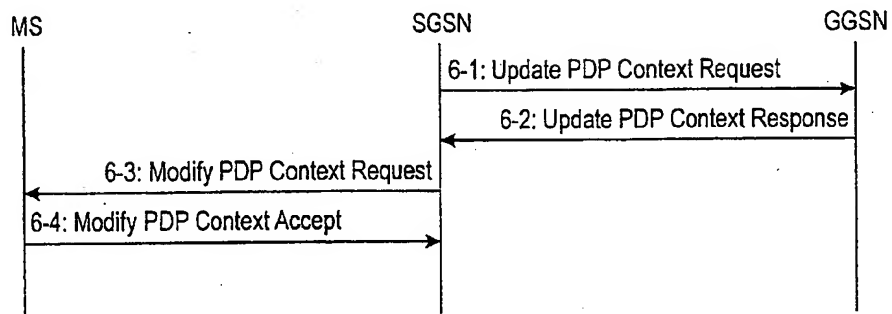 MS SGSN GGSN
6-1: Update PDP Context Request
6-2: Update PDP Context Response
6-3: Modify PDP Context Request
6-4: Modify PDP Context Accept